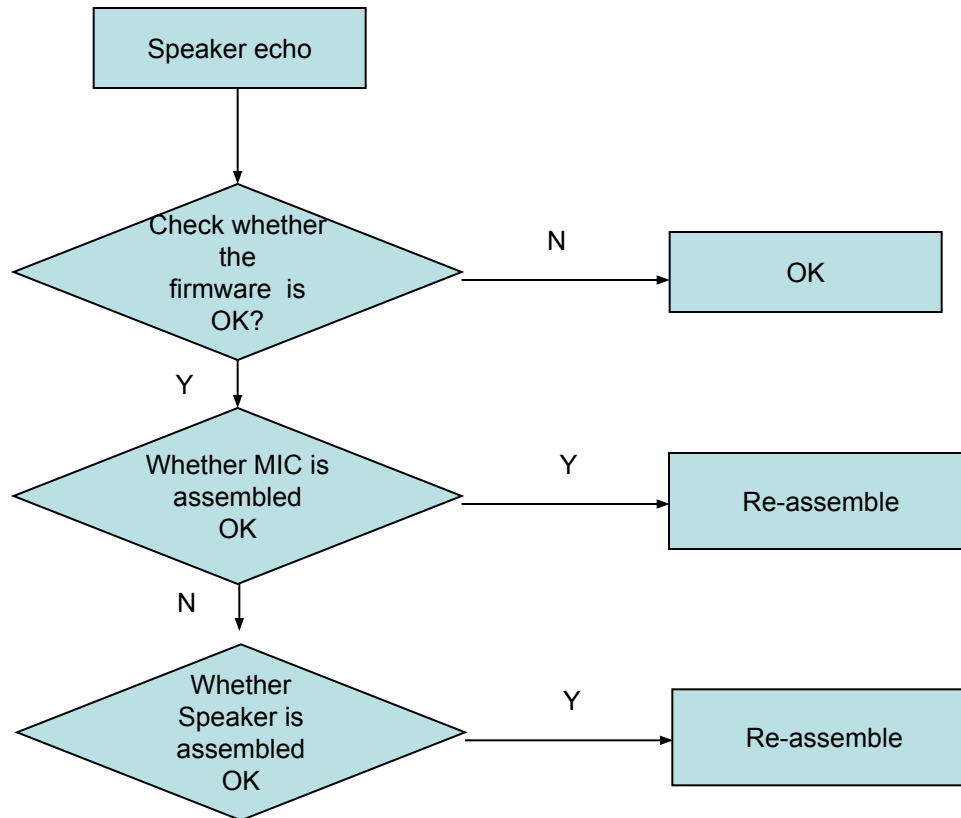 Speaker echo
Check whether
the
firmware is
OK?
N
OK
Y
Whether MIC is
assembled
OK
Y
Re-assemble
N
Whether
Speaker is
assembled
OK
Y
Re-assemble